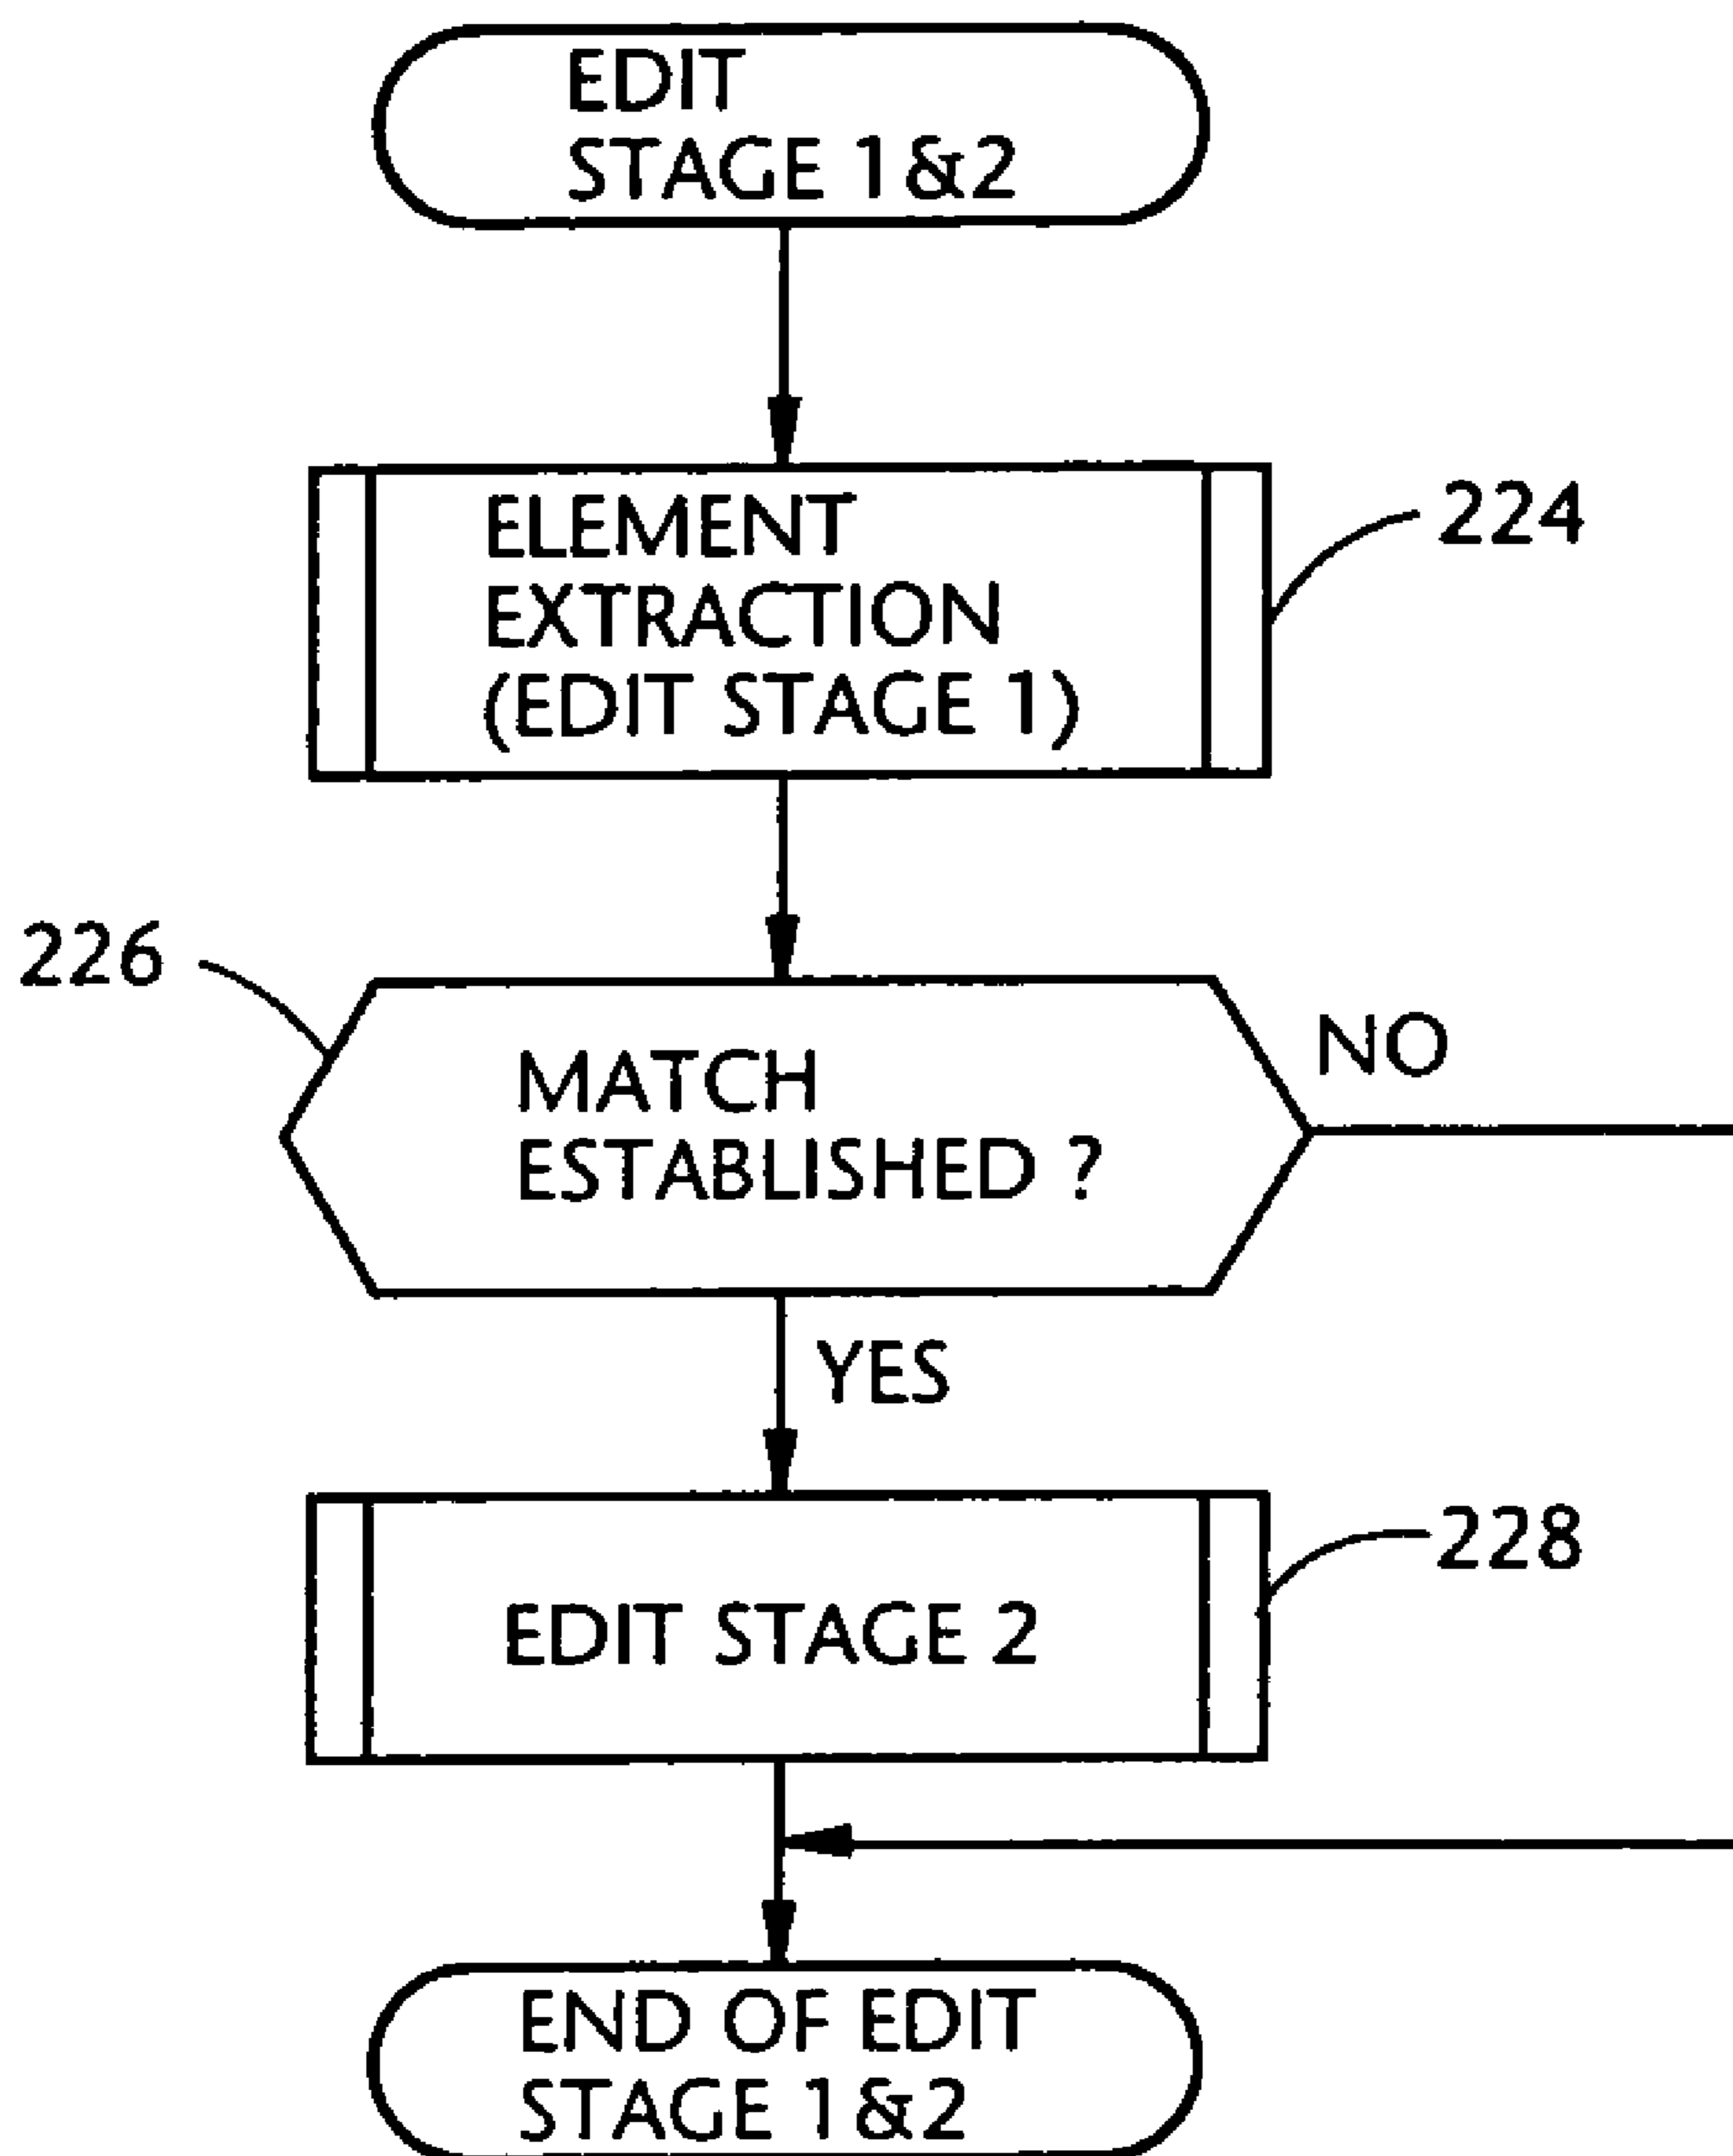 EDIT
STAGE 1&2
ELEMENT
EXTRACTION
(EDIT STAGE 1)
224
226
MATCH
ESTABLISHED ?
NO
YES
EDIT STAGE 2
228
END OF EDIT
STAGE 1&2